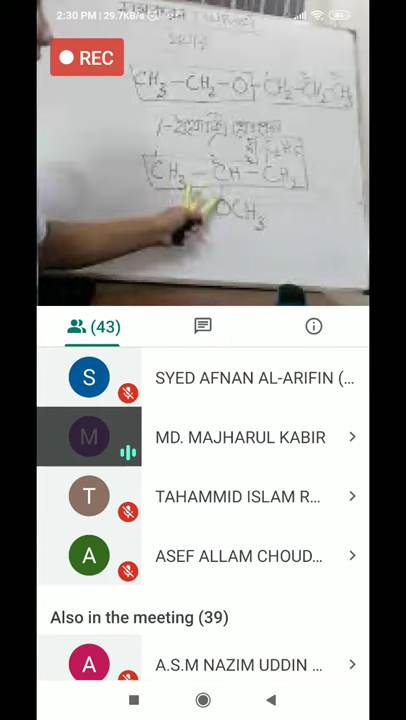 2:30 PM | 29.7KB/s
REC
CH3-CH2-O-CH2-CH2-CH3
CH3-CH-CH2
OCH3
(43)
S
SYED AFNAN AL-ARIFIN (...
M
MD. MAJHARUL KABIR
T
TAHAMMID ISLAM R...
A
ASEF ALLAM CHOUD...
Also in the meeting (39)
A
A.S.M NAZIM UDDIN ...